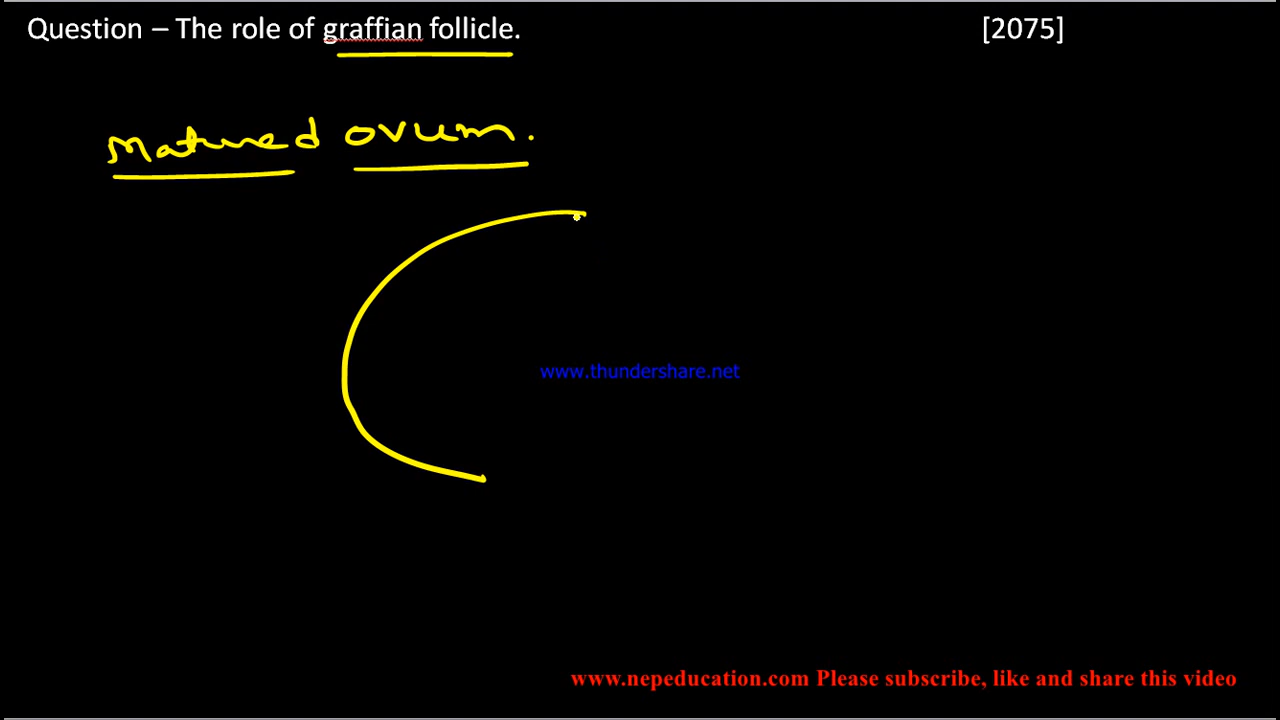 Question – The role of graffian follicle. [2075]
Matured ovum.
www.thundershare.net
www.nepeducation.com Please subscribe, like and share this video